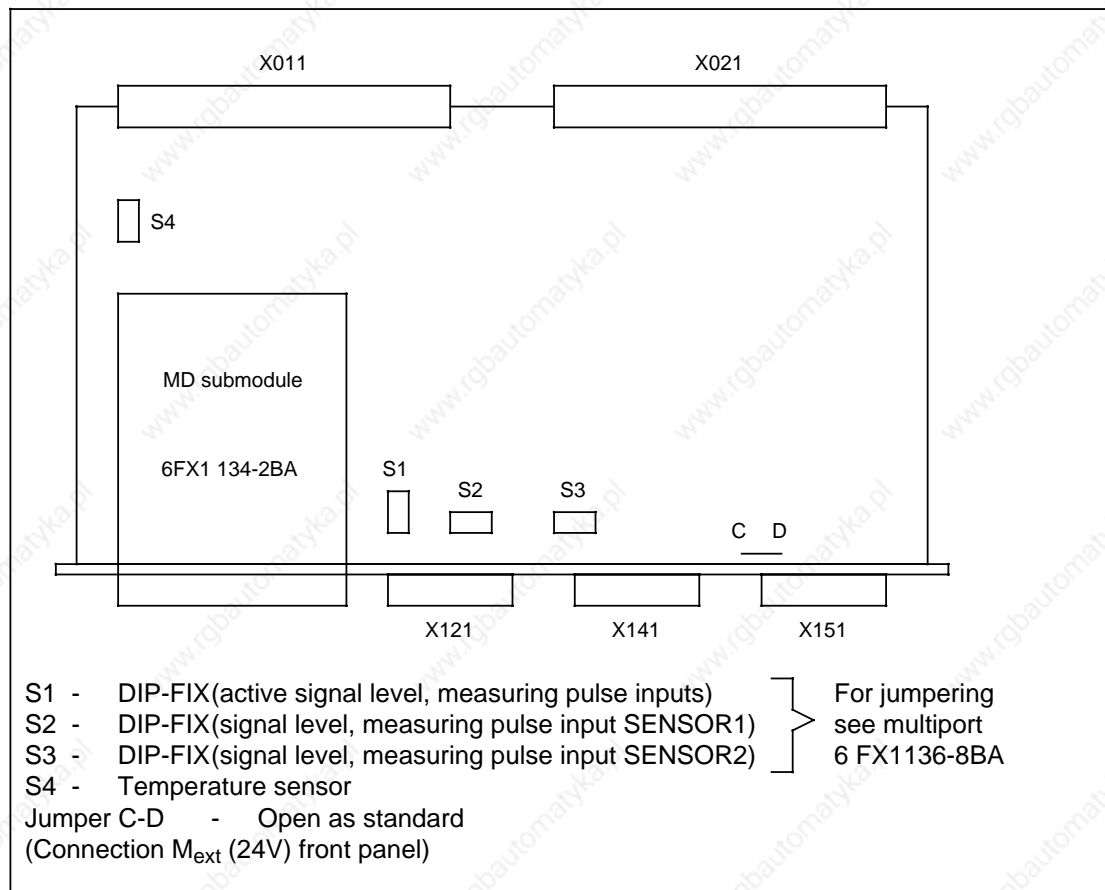 X011 X021
S4
MD submodule
6FX1 134-2BA
S1
S2 S3
C D
X121 X141 X151
S1 - DIP-FIX(active signal level, measuring pulse inputs) For jumpering
S2 - DIP-FIX(signal level, measuring pulse input SENSOR1) see multiport
S3 - DIP-FIX(signal level, measuring pulse input SENSOR2) 6 FX1136-8BA
S4 - Temperature sensor
Jumper C-D - Open as standard
(Connection Mext (24V) front panel)
www.rgbautomatyka.pl